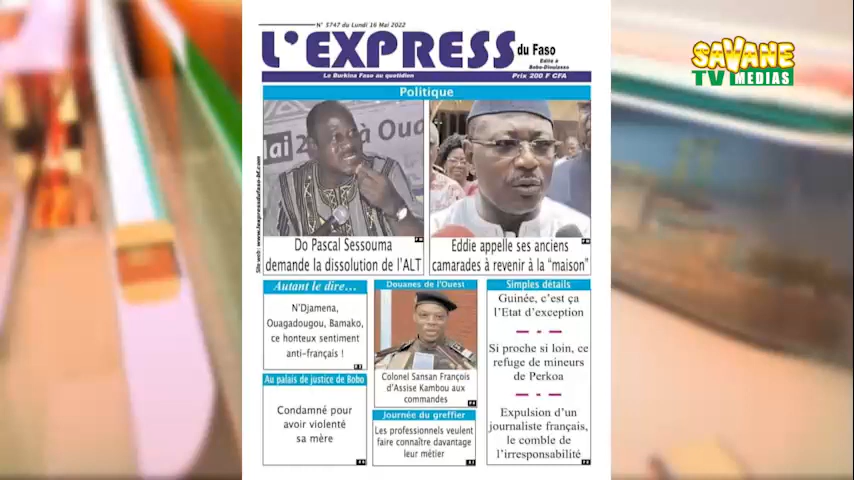 N° 5747 du Lundi 16 Mai 2022
L'EXPRESS
du Faso
Edité à
Bobo-Dioulasso
Le Burkina Faso au quotidien
Prix 200 F CFA
SAVANE
TV MEDIAS
Site web : www.lexpressdufaso-bf.com
Politique
Mai 2 à Oua
Do Pascal Sessouma
demande la dissolution de l'ALT
Eddie appelle ses anciens
camarades à revenir à la "maison"
Autant le dire...
N'Djamena,
Ouagadougou, Bamako,
ce honteux sentiment
anti-français !
Au palais de justice de Bobo
Condamné pour
avoir violenté
sa mère
Douanes de l'Ouest
Colonel Sansan François
d'Assise Kambou aux
commandes
Journée du greffier
Les professionnels veulent
faire connaître davantage
leur métier
Simples détails
Guinée, c'est ça
l'Etat d'exception
Si proche si loin, ce
refuge de mineurs
de Perkoa
Expulsion d'un
journaliste français,
le comble de
l'irresponsabilité